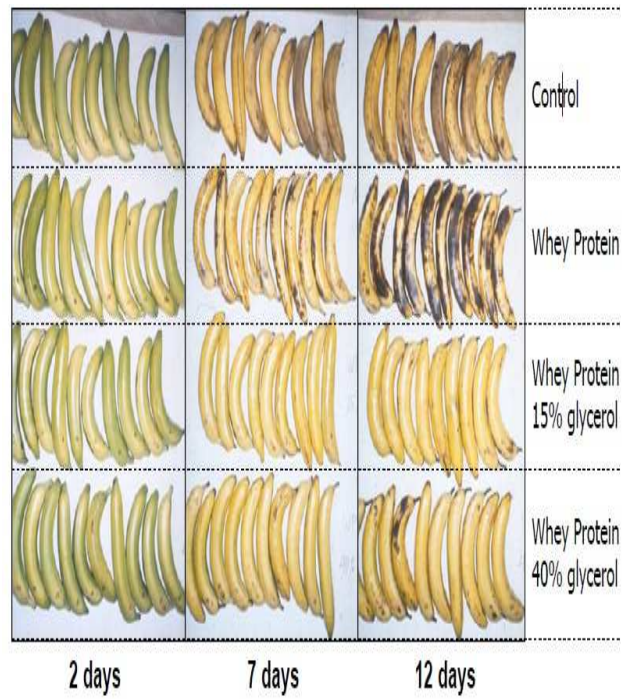 Control
Whey Protein
Whey Protein
15% glycerol
Whey Protein
40% glycerol
2 days
7 days
12 days